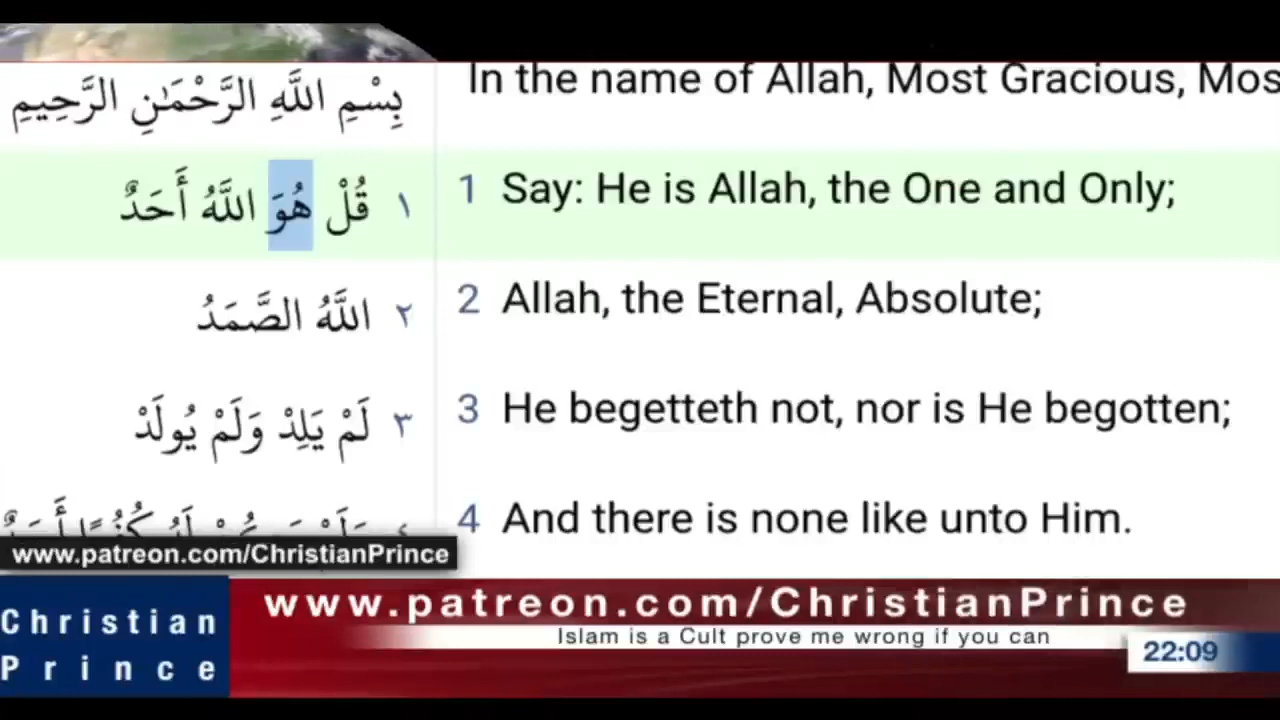 بِسْمِ اللَّهِ الرَّحْمَٰنِ الرَّحِيمِ
In the name of Allah, Most Gracious, Mos
١ قُلْ هُوَ اللَّهُ أَحَدٌ
1 Say: He is Allah, the One and Only;
٢ اللَّهُ الصَّمَدُ
2 Allah, the Eternal, Absolute;
٣ لَمْ يَلِدْ وَلَمْ يُولَدْ
3 He begetteth not, nor is He begotten;
4 And there is none like unto Him.
www.patreon.com/ChristianPrince
www.patreon.com/ChristianPrince
Islam is a Cult prove me wrong if you can
Christian
Prince
22:09